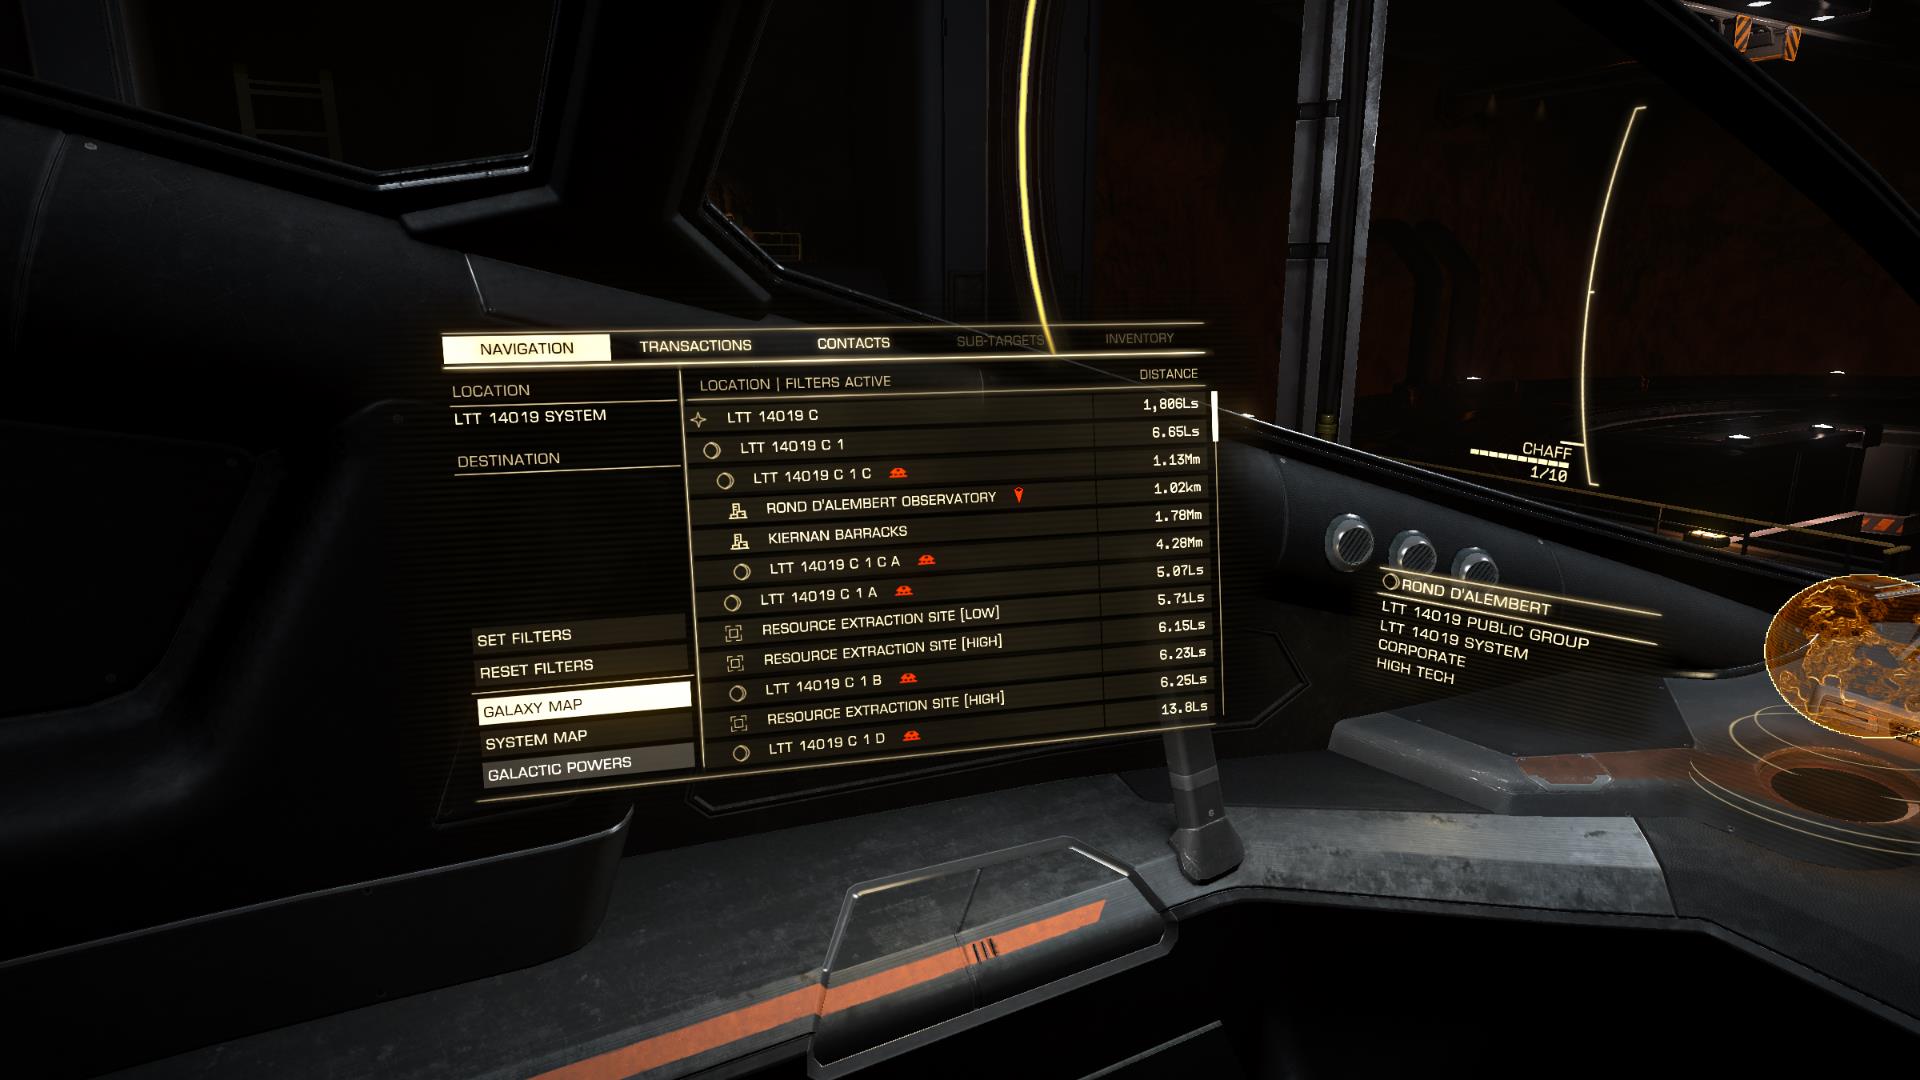 NAVIGATION
TRANSACTIONS
CONTACTS
SUB-TARGETS
INVENTORY
LOCATION
LTT 14019 SYSTEM
DESTINATION
SET FILTERS
RESET FILTERS
GALAXY MAP
SYSTEM MAP
GALACTIC POWERS
LOCATION | FILTERS ACTIVE
DISTANCE
LTT 14019 C 1,806Ls
LTT 14019 C 1 6.65Ls
LTT 14019 C 1 C 1.13Mm
ROND D'ALEMBERT OBSERVATORY 1.02km
KIERNAN BARRACKS 1.78Mm
LTT 14019 C 1 C A 4.28Mm
LTT 14019 C 1 A 5.07Ls
RESOURCE EXTRACTION SITE [LOW] 5.71Ls
RESOURCE EXTRACTION SITE [HIGH] 6.15Ls
LTT 14019 C 1 B 6.23Ls
RESOURCE EXTRACTION SITE [HIGH] 6.25Ls
LTT 14019 C 1 D 13.8Ls
CHAFF
1/10
ROND D'ALEMBERT
LTT 14019 PUBLIC GROUP
LTT 14019 SYSTEM
CORPORATE
HIGH TECH